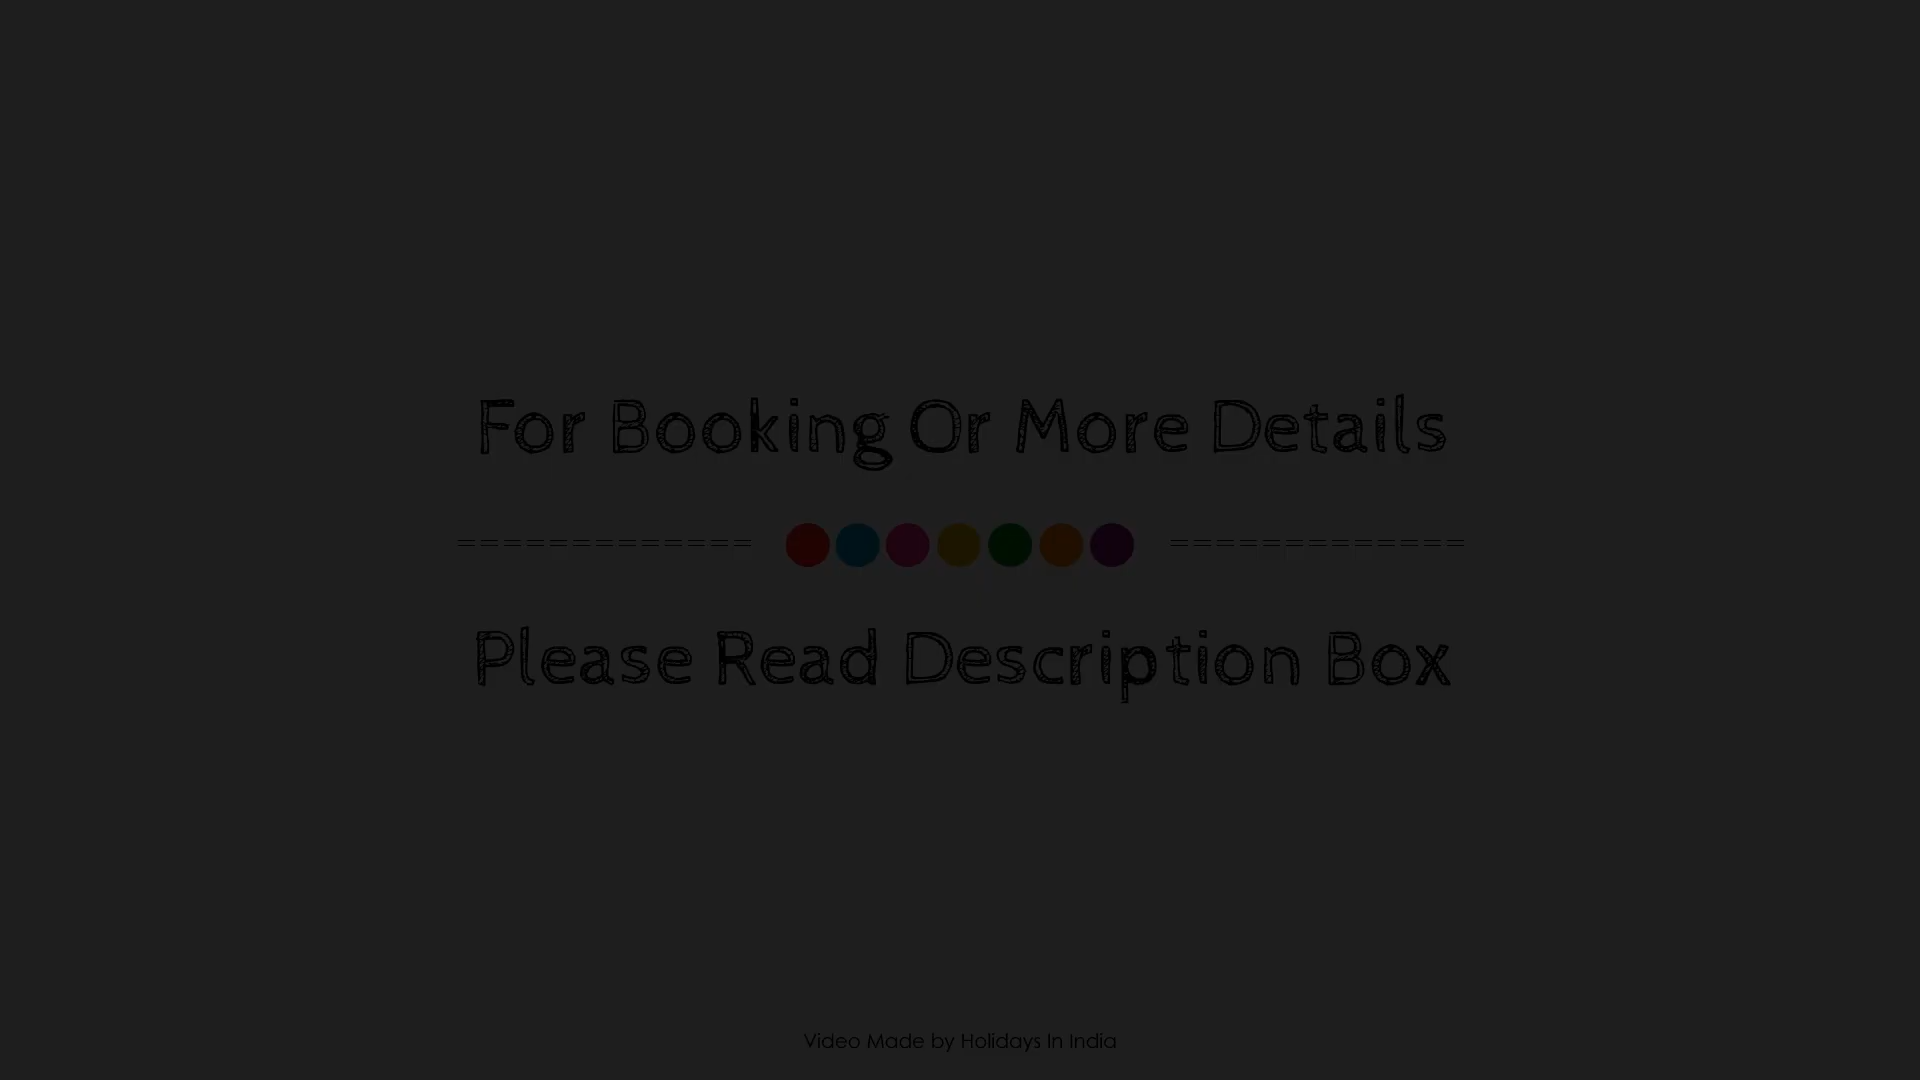 For Booking Or More Details
============= =============
Please Read Description Box
Video Made by Holidays In India